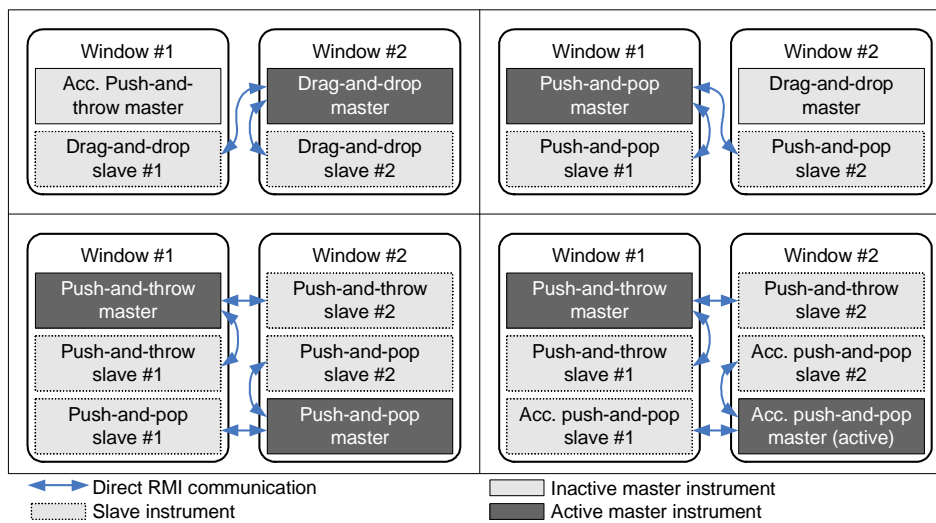 Window #1
Acc. Push-and-
throw master
Drag-and-drop
slave #1
Window #2
Drag-and-drop
master
Drag-and-drop
slave #2
Window #1
Push-and-pop
master
Push-and-pop
slave #1
Window #2
Drag-and-drop
master
Push-and-pop
slave #2
Window #1
Push-and-throw
master
Push-and-throw
slave #1
Push-and-pop
slave #1
Window #2
Push-and-throw
slave #2
Push-and-pop
slave #2
Push-and-pop
master
Window #1
Push-and-throw
master
Push-and-throw
slave #1
Acc. push-and-pop
slave #1
Window #2
Push-and-throw
slave #2
Acc. push-and-pop
slave #2
Acc. push-and-pop
master (active)
Direct RMI communication
Slave instrument
Inactive master instrument
Active master instrument